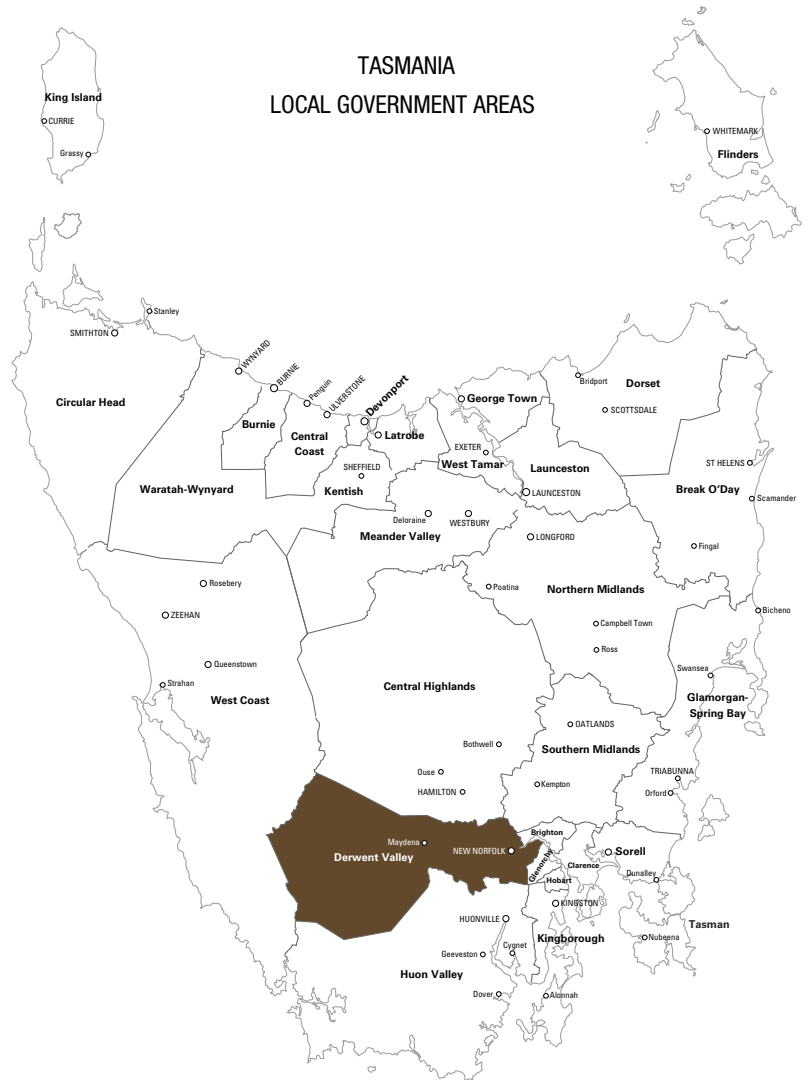 TASMANIA
LOCAL GOVERNMENT AREAS
King Island
CURRIE
Grassy
WHITEMARK
Flinders
Stanley
SMITHTON
WYNYARD
BURNIE
Penguin
ULVERSTONE
Devonport
George Town
Bridport
Dorset
SCOTTSDALE
Circular Head
Burnie
Central
Coast
Latrobe
EXETER
West Tamar
Launceston
LAUNCESTON
ST HELENS
Break O'Day
Scamander
SHEFFIELD
Kentish
Waratah-Wynyard
Deloraine
WESTBURY
Meander Valley
LONGFORD
Fingal
Rosebery
Poatina
Northern Midlands
ZEEHAN
Campbell Town
Bicheno
Ross
Queenstown
Strahan
West Coast
Central Highlands
Swansea
Glamorgan-
Spring Bay
OATLANDS
Bothwell
Southern Midlands
Ouse
HAMILTON
Kempton
TRIABUNNA
Orford
Maydena
Derwent Valley
NEW NORFOLK
Brighton
Glenorchy
Clarence
Sorell
Hobart
Dunalley
KINGSTON
HUONVILLE
Kingborough
Tasman
Nubeena
Geeveston
Cygnet
Huon Valley
Dover
Alonnah